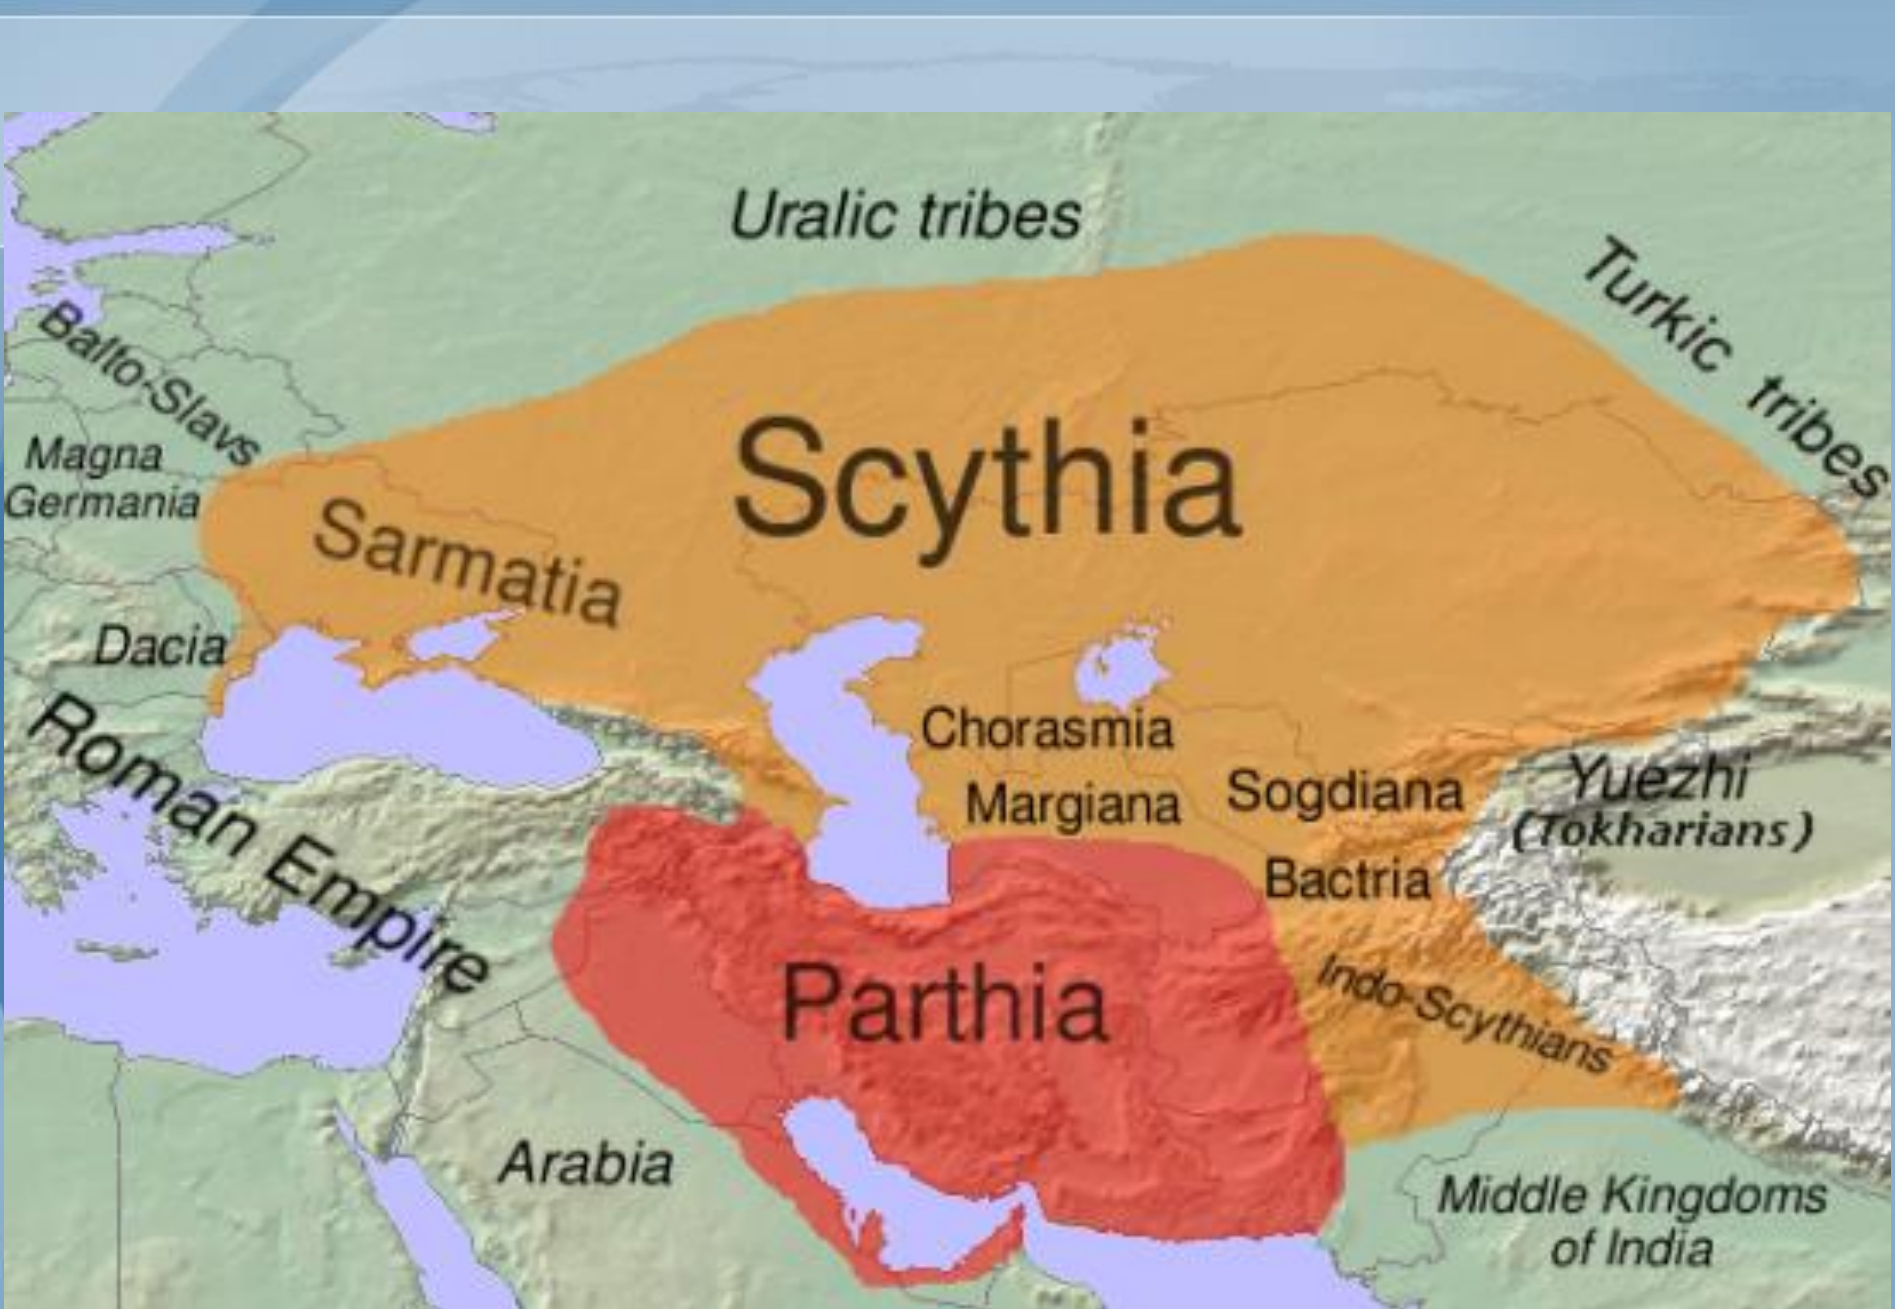 Uralic tribes
Turkic tribes
Balto-Slavs
Magna
Germania
Scythia
Sarmatia
Dacia
Chorasmia
Roman Empire
Margiana
Sogdiana
Yuezhi
(Tokharians)
Bactria
Parthia
Indo-Scythians
Arabia
Middle Kingdoms
of India